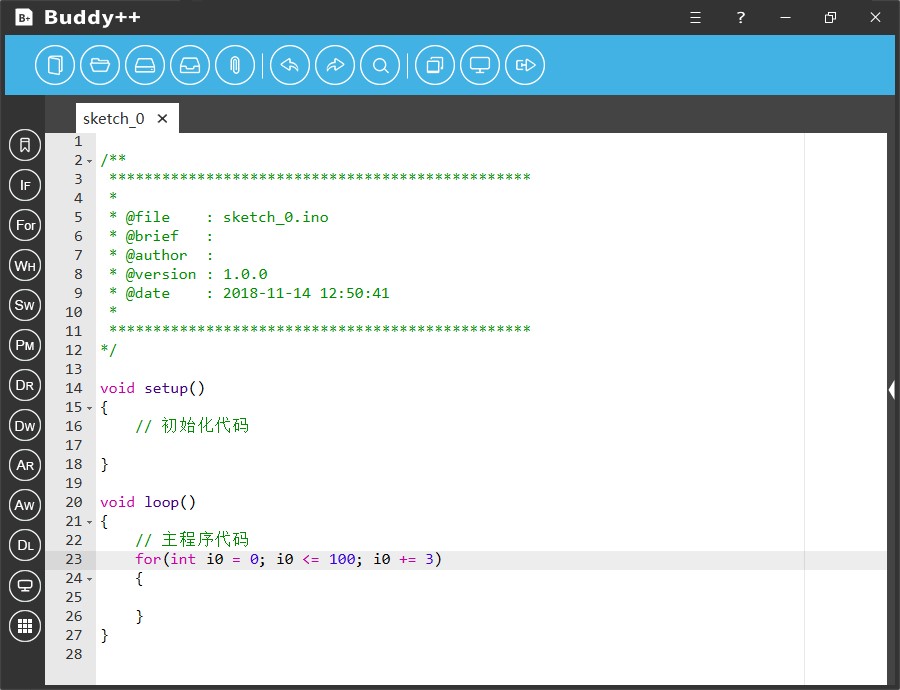 B+ Buddy++ ?
sketch_0 ×
IF
For
WH
SW
PM
DR
DW
AR
AW
DL
1
2 /**
3 ************************************************
4 *
5 * @file    : sketch_0.ino
6 * @brief   :
7 * @author  :
8 * @version : 1.0.0
9 * @date    : 2018-11-14 12:50:41
10 *
11 ************************************************
12 */
13
14 void setup()
15 {
16     // 初始化代码
17
18 }
19
20 void loop()
21 {
22     // 主程序代码
23     for(int i0 = 0; i0 <= 100; i0 += 3)
24     {
25
26     }
27 }
28